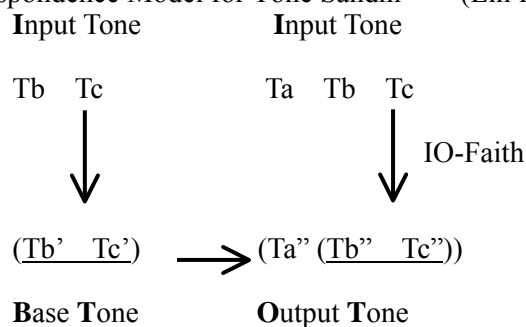 Input Tone Input Tone
Tb Tc Ta Tb Tc
IO-Faith
(Tb’ Tc’) (Ta” (Tb” Tc”))
Base Tone Output Tone